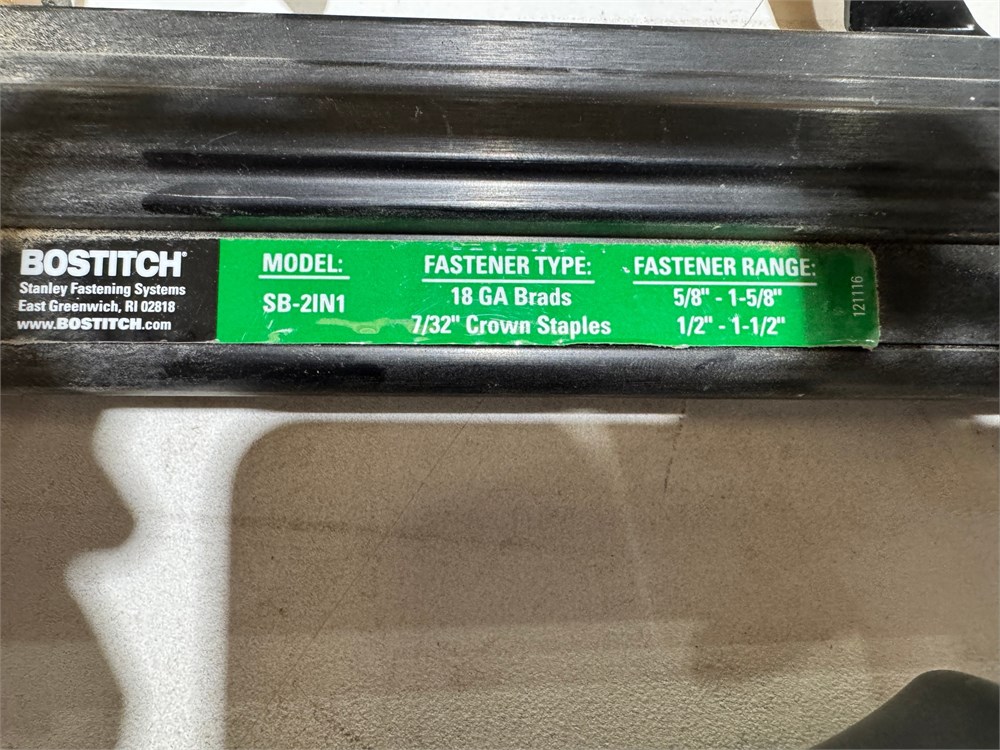 BOSTITCH®
Stanley Fastening Systems
East Greenwich, RI 02818
www.BOSTITCH.com
MODEL:
SB-2IN1
FASTENER TYPE:
18 GA Brads
7/32" Crown Staples
FASTENER RANGE:
5/8" - 1-5/8"
1/2" - 1-1/2"
121116